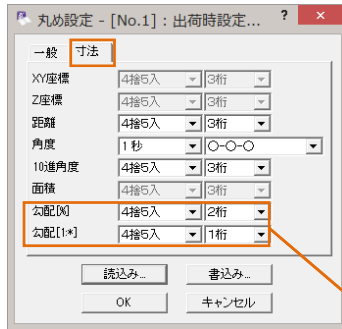 丸め設定 - [No.1] : 出荷時設定... ? ×
一般 寸法
XY座標 4捨5入 3桁
Z座標 4捨5入 3桁
距離 4捨5入 3桁
角度 1 秒 ○-○-○
10進角度 4捨5入 3桁
面積 4捨5入 3桁
勾配[%] 4捨5入 2桁
勾配[1:*] 4捨5入 1桁
読込み... 書込み...
OK キャンセル